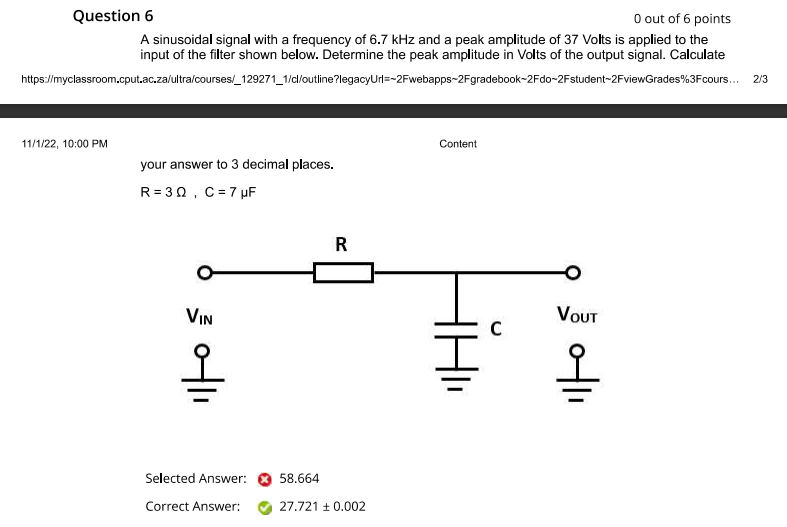 Question 6
0 out of 6 points
A sinusoidal signal with a frequency of 6.7 kHz and a peak amplitude of 37 Volts is applied to the
input of the filter shown below. Determine the peak amplitude in Volts of the output signal. Calculate
https://myclassroom.cput.ac.za/ultra/courses/_129271_1/cl/outline?legacyUrl=~2Fwebapps~2Fgradebook~2Fdo~2Fstudent~2FviewGrades%3Fcours... 2/3
11/1/22, 10:00 PM
Content
your answer to 3 decimal places.
R = 3 Ω , C = 7 µF
R
VIN
C
VOUT
Selected Answer: 58.664
Correct Answer: 27.721 ± 0.002